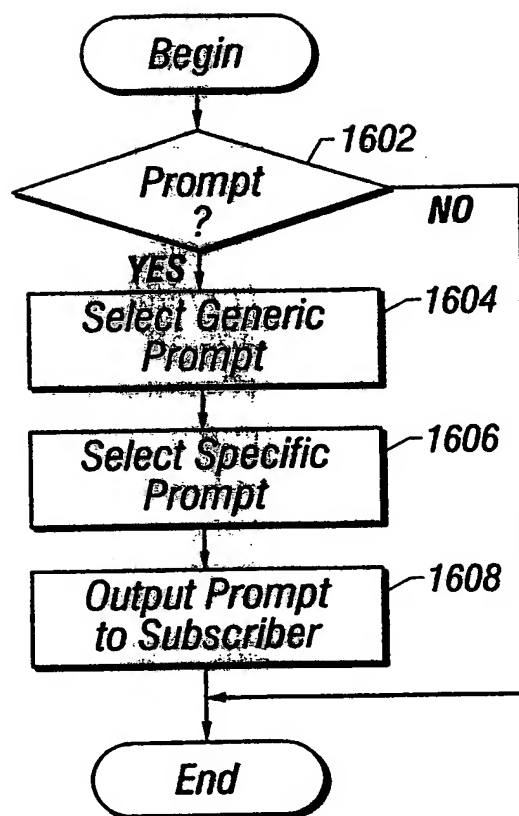 Begin
1602
Prompt
?
NO
YES
Select Generic
Prompt
1604
Select Specific
Prompt
1606
Output Prompt
to Subscriber
1608
End